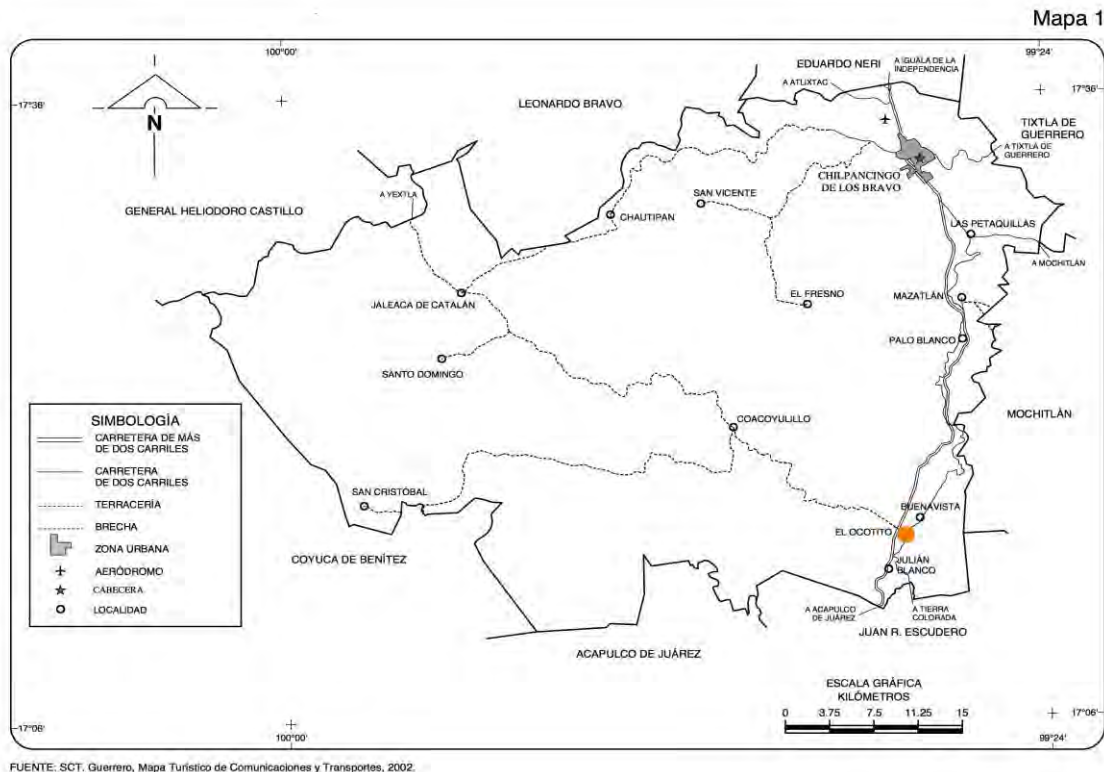 Mapa 1
100°00'
99°24'
EDUARDO NERI
A IGUALA DE LA
INDEPENDENCIA
A ATLIXTAC
17°36'
17°36'
LEONARDO BRAVO
N
TIXTLA DE
GUERRERO
A TIXTLA DE
GUERRERO
CHILPANCINGO
DE LOS BRAVO
A YEXTLA
SAN VICENTE
GENERAL HELIODORO CASTILLO
CHAUTIPAN
LAS PETAQUILLAS
A MOCHITLÁN
JALEACA DE CATALÁN
EL FRESNO
MAZATLÁN
PALO BLANCO
SANTO DOMINGO
MOCHITLÁN
SIMBOLOGÍA
CARRETERA DE MÁS
DE DOS CARRILES
CARRETERA
DE DOS CARRILES
TERRACERÍA
BRECHA
ZONA URBANA
AERÓDROMO
CABECERA
LOCALIDAD
COACOYULILLO
SAN CRISTÓBAL
BUENAVISTA
EL OCOTITO
COYUCA DE BENÍTEZ
JULIÁN
BLANCO
A ACAPULCO
DE JUÁREZ
A TIERRA
COLORADA
JUAN R. ESCUDERO
ACAPULCO DE JUÁREZ
ESCALA GRÁFICA
KILÓMETROS
0 3.75 7.5 11.25 15
17°06'
17°06'
100°00'
99°24'
FUENTE: SCT. Guerrero, Mapa Turístico de Comunicaciones y Transportes, 2002.